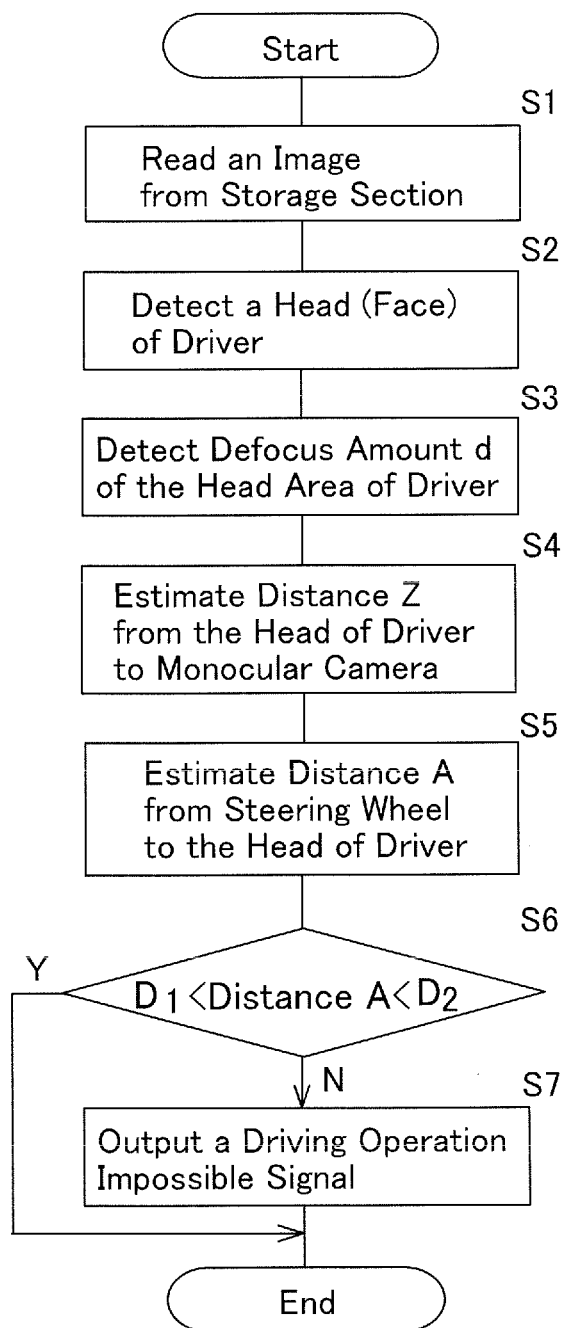 Start
S1
Read an Image
from Storage Section
S2
Detect a Head (Face)
of Driver
S3
Detect Defocus Amount d
of the Head Area of Driver
S4
Estimate Distance Z
from the Head of Driver
to Monocular Camera
S5
Estimate Distance A
from Steering Wheel
to the Head of Driver
S6
Y
D1<Distance A<D2
N
S7
Output a Driving Operation
Impossible Signal
End